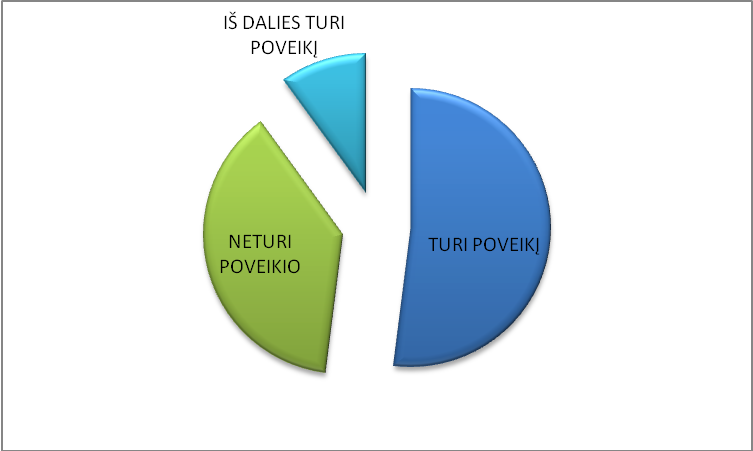 IŠ DALIES TURI
POVEIKĮ
NETURI
POVEIKIO
TURI POVEIKĮ